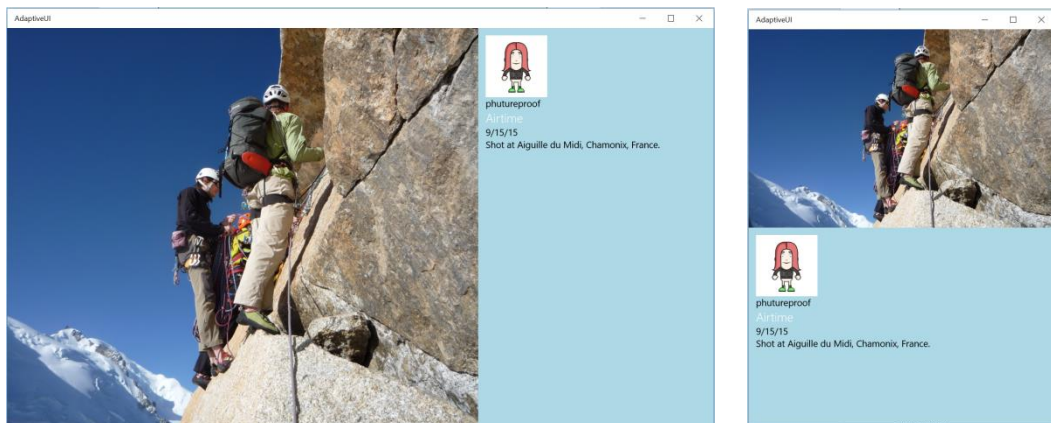 AdaptiveUI
phutureproof
Airtime
9/15/15
Shot at Aiguille du Midi, Chamonix, France.
AdaptiveUI
phutureproof
Airtime
9/15/15
Shot at Aiguille du Midi, Chamonix, France.